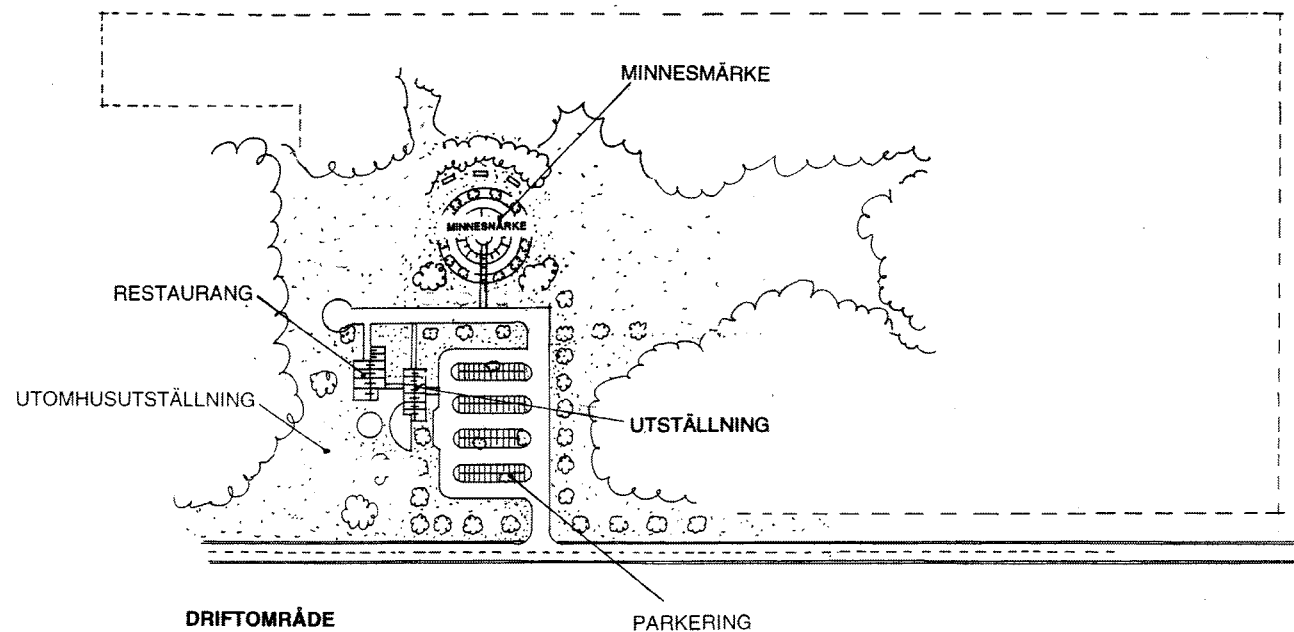 MINNESMÄRKE
MINNESMÄRKE
RESTAURANG
UTOMHUSUTSTÄLLNING
UTSTÄLLNING
DRIFTOMRÅDE
PARKERING